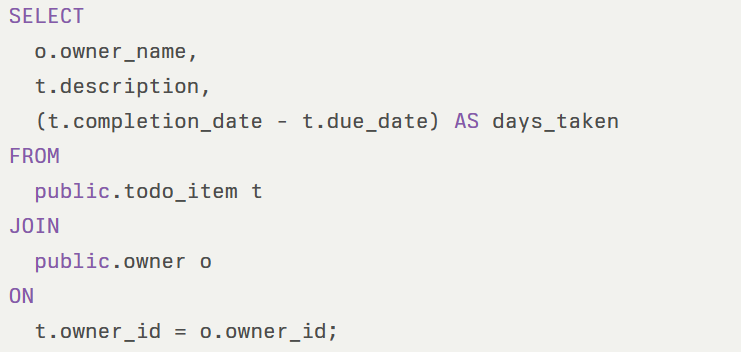 SELECT
  o.owner_name,
  t.description,
  (t.completion_date - t.due_date) AS days_taken
FROM
  public.todo_item t
JOIN
  public.owner o
ON
  t.owner_id = o.owner_id;